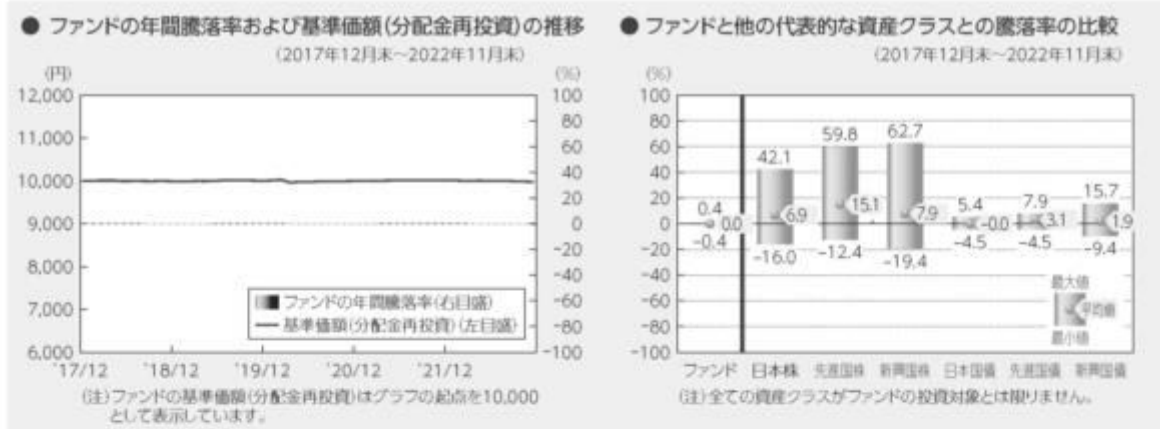 ● ファンドの年間騰落率および基準価額(分配金再投資)の推移
(2017年12月末~2022年11月末)
(円)
(%)
12,000
11,000
10,000
9,000
8,000
7,000
6,000
100
80
60
40
20
0
-20
-40
-60
-80
-100
ファンドの年間騰落率(右目盛)
基準価額(分配金再投資)(左目盛)
'17/12 '18/12 '19/12 '20/12 '21/12
(注)ファンドの基準価額(分配金再投資)はグラフの起点を10,000
として表示しています。
● ファンドと他の代表的な資産クラスとの騰落率の比較
(2017年12月末~2022年11月末)
(%)
100
80
60
40
20
0
-20
-40
-60
-80
-100
0.4 42.1 59.8 62.7 5.4 7.9 15.7
0.0 6.9 15.1 7.9 -0.0 3.1 1.9
-0.4 -16.0 -12.4 -19.4 -4.5 -4.5 -9.4
最大値
平均値
最小値
ファンド 日本株 先進国株 新興国株 日本国債 先進国債 新興国債
(注)全ての資産クラスがファンドの投資対象とは限りません。